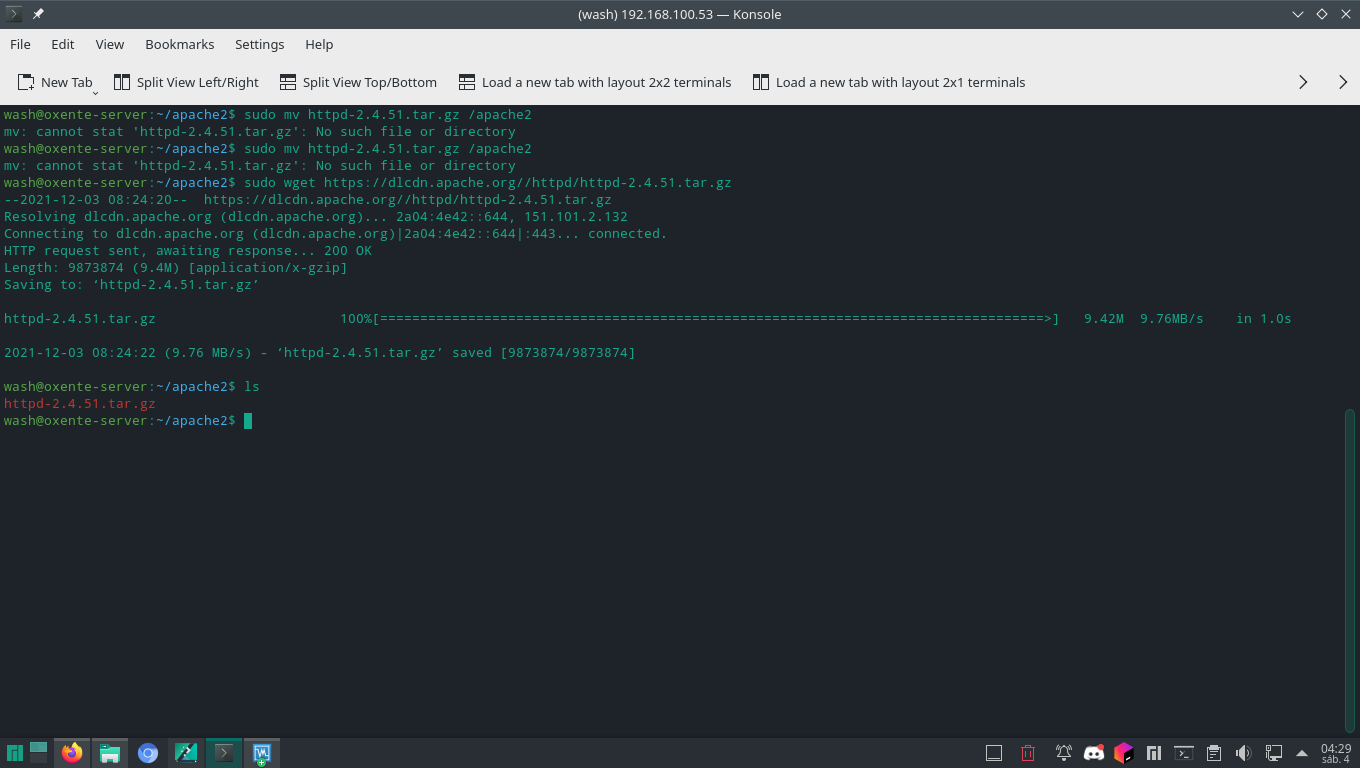 (wash) 192.168.100.53 — Konsole
File Edit View Bookmarks Settings Help
New Tab Split View Left/Right Split View Top/Bottom Load a new tab with layout 2x2 terminals Load a new tab with layout 2x1 terminals
wash@oxente-server:~/apache2$ sudo mv httpd-2.4.51.tar.gz /apache2
mv: cannot stat 'httpd-2.4.51.tar.gz': No such file or directory
wash@oxente-server:~/apache2$ sudo mv httpd-2.4.51.tar.gz /apache2
mv: cannot stat 'httpd-2.4.51.tar.gz': No such file or directory
wash@oxente-server:~/apache2$ sudo wget https://dlcdn.apache.org//httpd/httpd-2.4.51.tar.gz
--2021-12-03 08:24:20--  https://dlcdn.apache.org//httpd/httpd-2.4.51.tar.gz
Resolving dlcdn.apache.org (dlcdn.apache.org)... 2a04:4e42::644, 151.101.2.132
Connecting to dlcdn.apache.org (dlcdn.apache.org)|2a04:4e42::644|:443... connected.
HTTP request sent, awaiting response... 200 OK
Length: 9873874 (9.4M) [application/x-gzip]
Saving to: ‘httpd-2.4.51.tar.gz’
httpd-2.4.51.tar.gz 100%[===================================================================================>] 9.42M 9.76MB/s in 1.0s
2021-12-03 08:24:22 (9.76 MB/s) - ‘httpd-2.4.51.tar.gz’ saved [9873874/9873874]
wash@oxente-server:~/apache2$ ls
httpd-2.4.51.tar.gz
wash@oxente-server:~/apache2$
04:29
sáb. 4